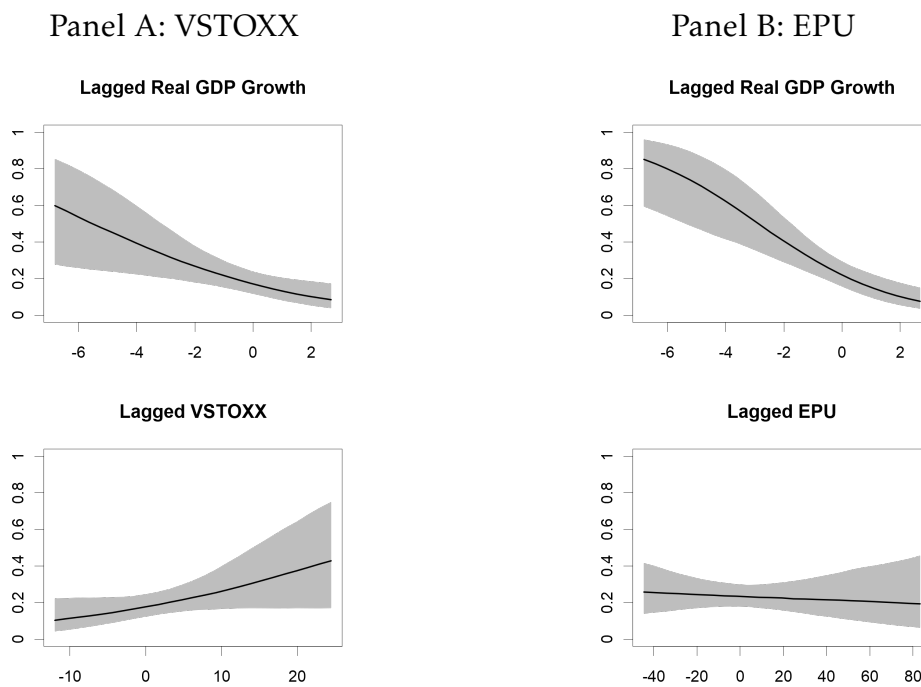 Panel A: VSTOXX
Panel B: EPU
Lagged Real GDP Growth
Lagged Real GDP Growth
1
0.8
0.6
0.4
0.2
0
-6 -4 -2 0 2
1
0.8
0.6
0.4
0.2
0
-6 -4 -2 0 2
Lagged VSTOXX
Lagged EPU
1
0.8
0.6
0.4
0.2
0
-10 0 10 20
1
0.8
0.6
0.4
0.2
0
-40 -20 0 20 40 60 80